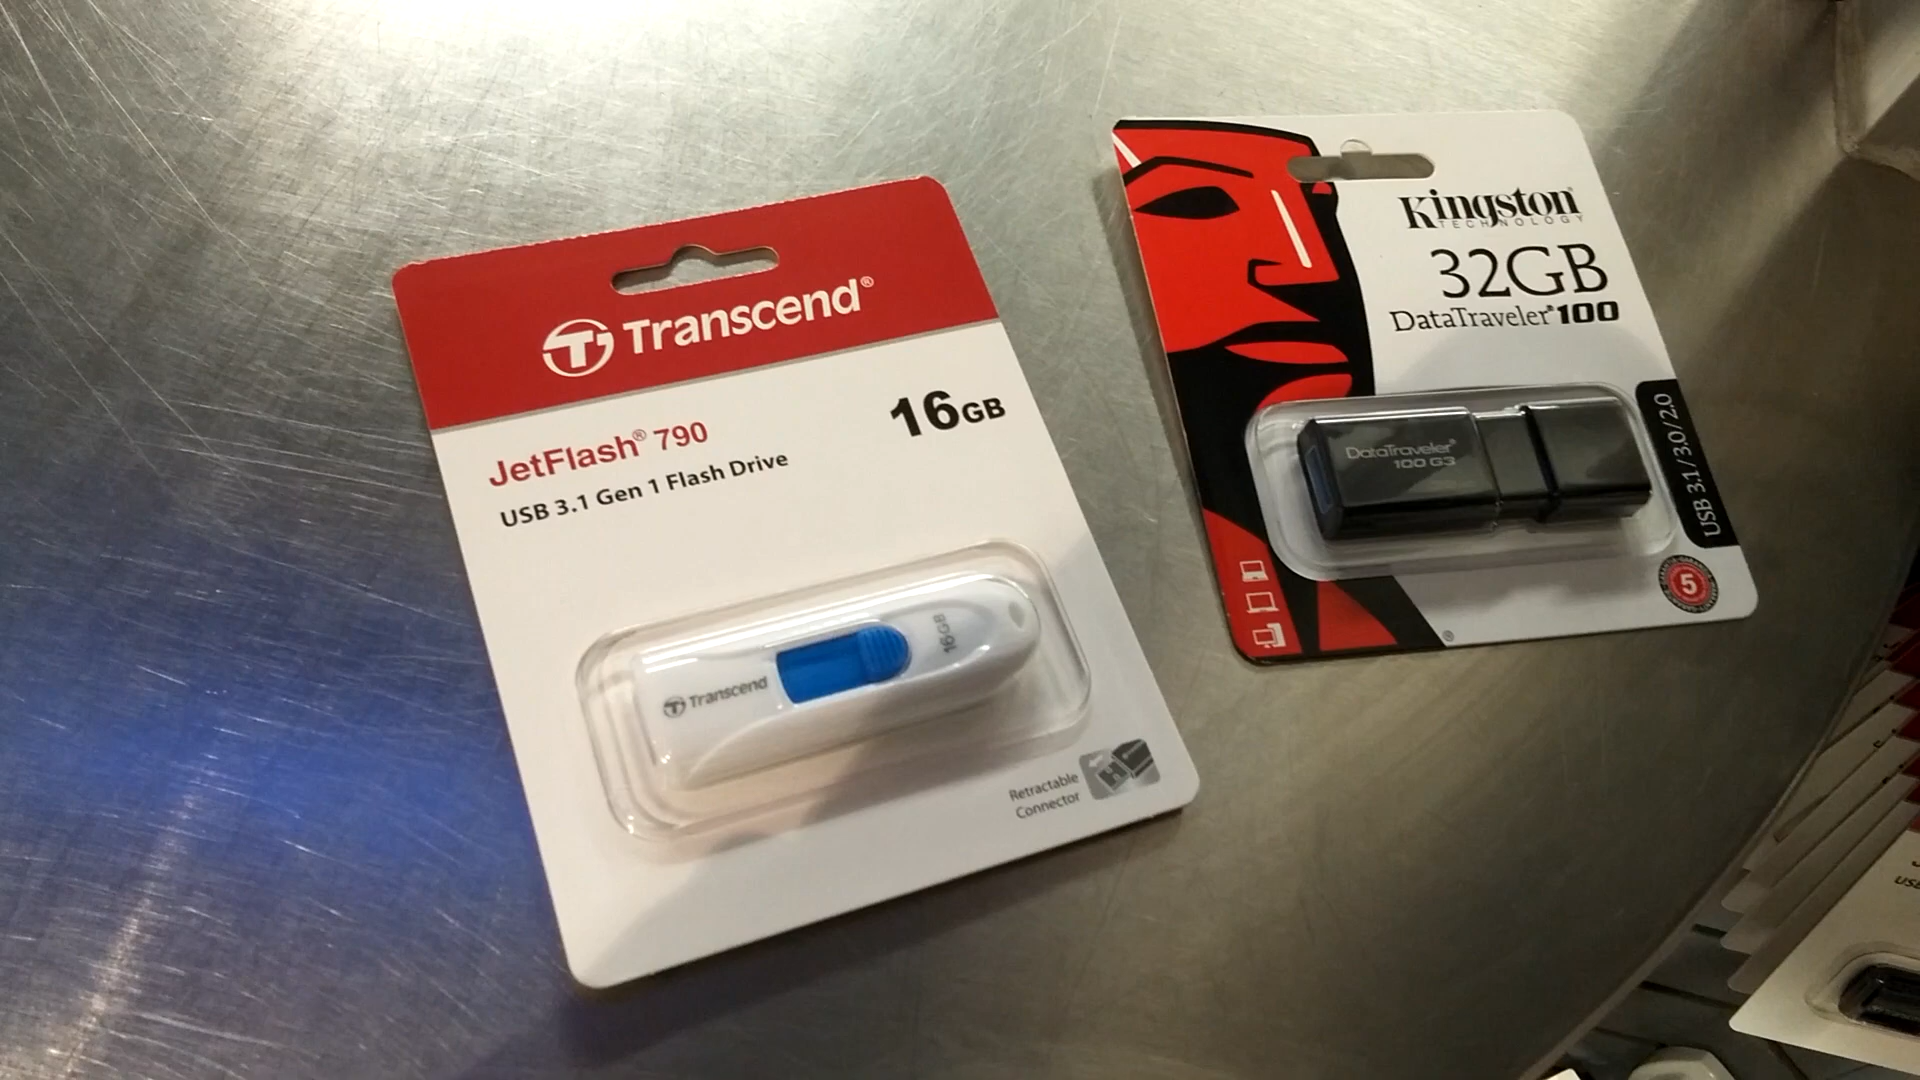 Transcend®
JetFlash® 790
16GB
USB 3.1 Gen 1 Flash Drive
Transcend
16GB
Retractable
Connector
Kingston®
TECHNOLOGY
32GB
DataTraveler® 100
DataTraveler®
100 G3
USB 3.1 / 3.0 / 2.0
5